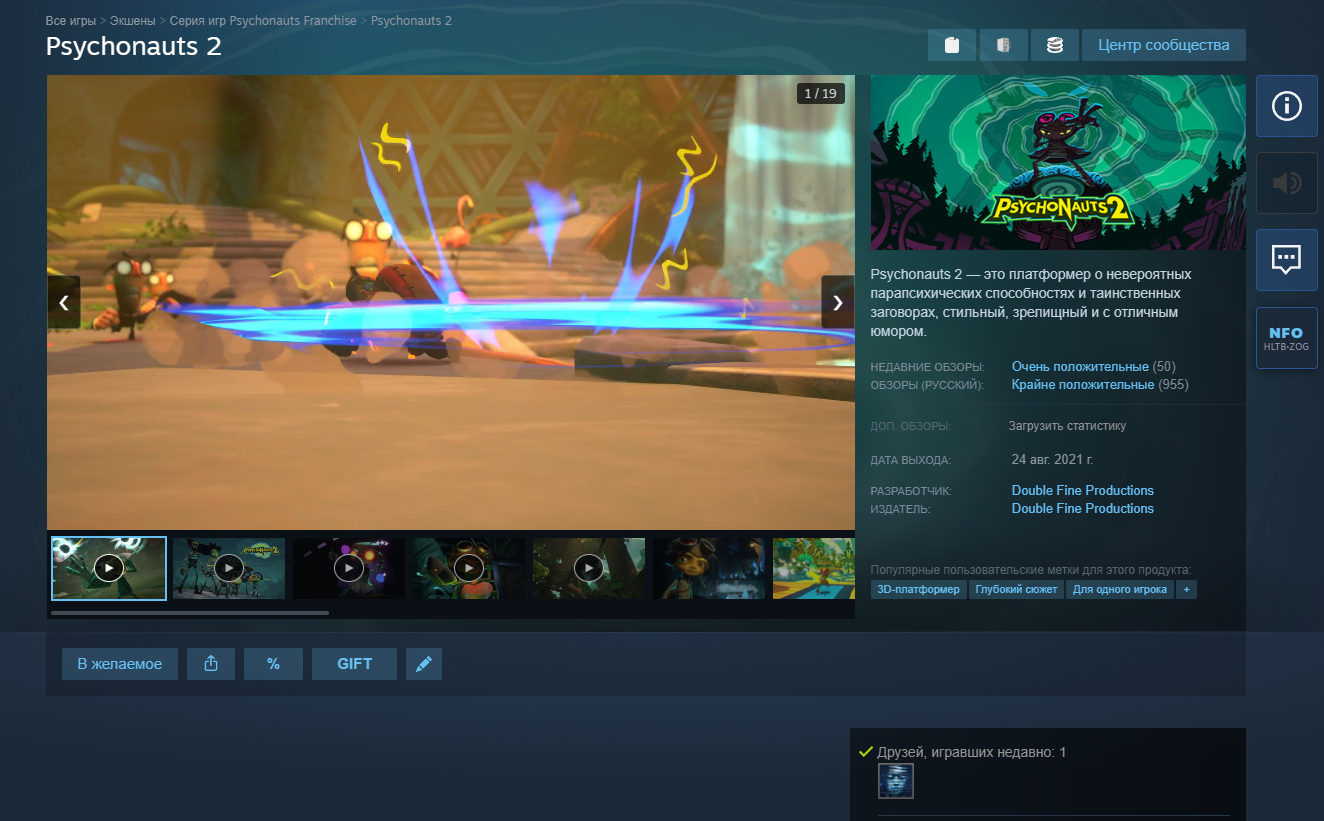 Все игры > Экшены > Серия игр Psychonauts Franchise > Psychonauts 2
Psychonauts 2
Центр сообщества
1 / 19
PSYCHONAUTS 2
Psychonauts 2 — это платформер о невероятных
парапсихических способностях и таинственных
заговорах, стильный, зрелищный и с отличным
юмором.
НЕДАВНИЕ ОБЗОРЫ: Очень положительные (50)
ОБЗОРЫ (РУССКИЙ): Крайне положительные (955)
ДОП. ОБЗОРЫ: Загрузить статистику
ДАТА ВЫХОДА: 24 авг. 2021 г.
РАЗРАБОТЧИК: Double Fine Productions
ИЗДАТЕЛЬ: Double Fine Productions
Популярные пользовательские метки для этого продукта:
3D-платформер Глубокий сюжет Для одного игрока +
NFO
HLTB•ZOG
PSYCHONAUTS 2
В желаемое % GIFT
Друзей, игравших недавно: 1